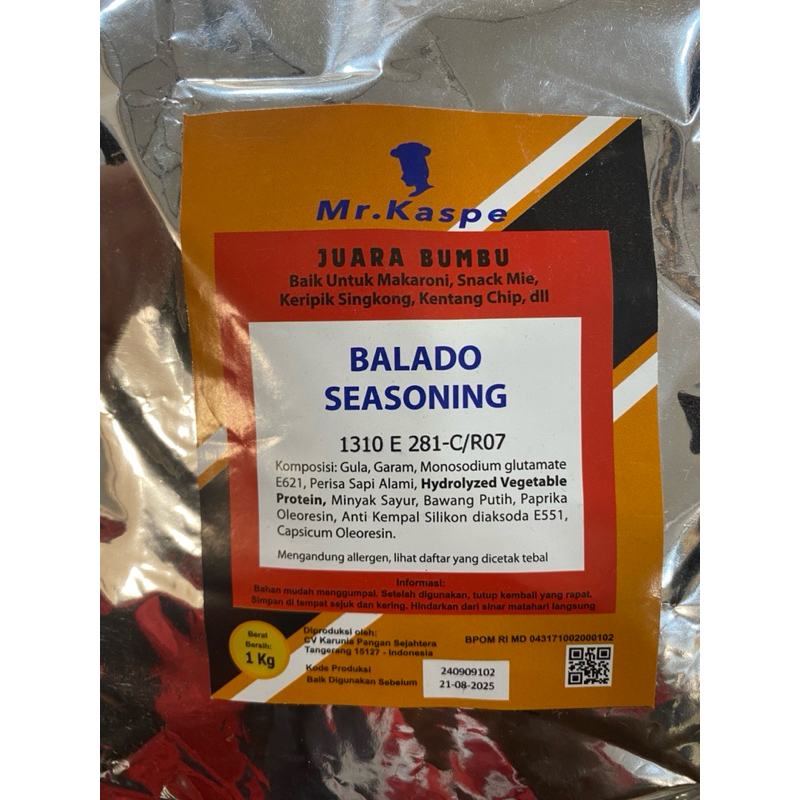 Mr.Kaspe
JUARA BUMBU
Baik Untuk Makaroni, Snack Mie,
Keripik Singkong, Kentang Chip, dll
BALADO
SEASONING
1310 E 281-C/R07
Komposisi: Gula, Garam, Monosodium glutamate
E621, Perisa Sapi Alami, Hydrolyzed Vegetable
Protein, Minyak Sayur, Bawang Putih, Paprika
Oleoresin, Anti Kempal Silikon diaksoda E551,
Capsicum Oleoresin.
Mengandung allergen, lihat daftar yang dicetak tebal
Informasi:
Bahan mudah menggumpal. Setelah digunakan, tutup kembali yang rapat.
Simpan di tempat sejuk dan kering. Hindarkan dari sinar matahari langsung
Berat
Bersih:
1 Kg
Diproduksi oleh:
CV Karunia Pangan Sejahtera
Tangerang 15127 - Indonesia
BPOM RI MD 043171002000102
Kode Produksi
240909102
Baik Digunakan Sebelum
21-08-2025